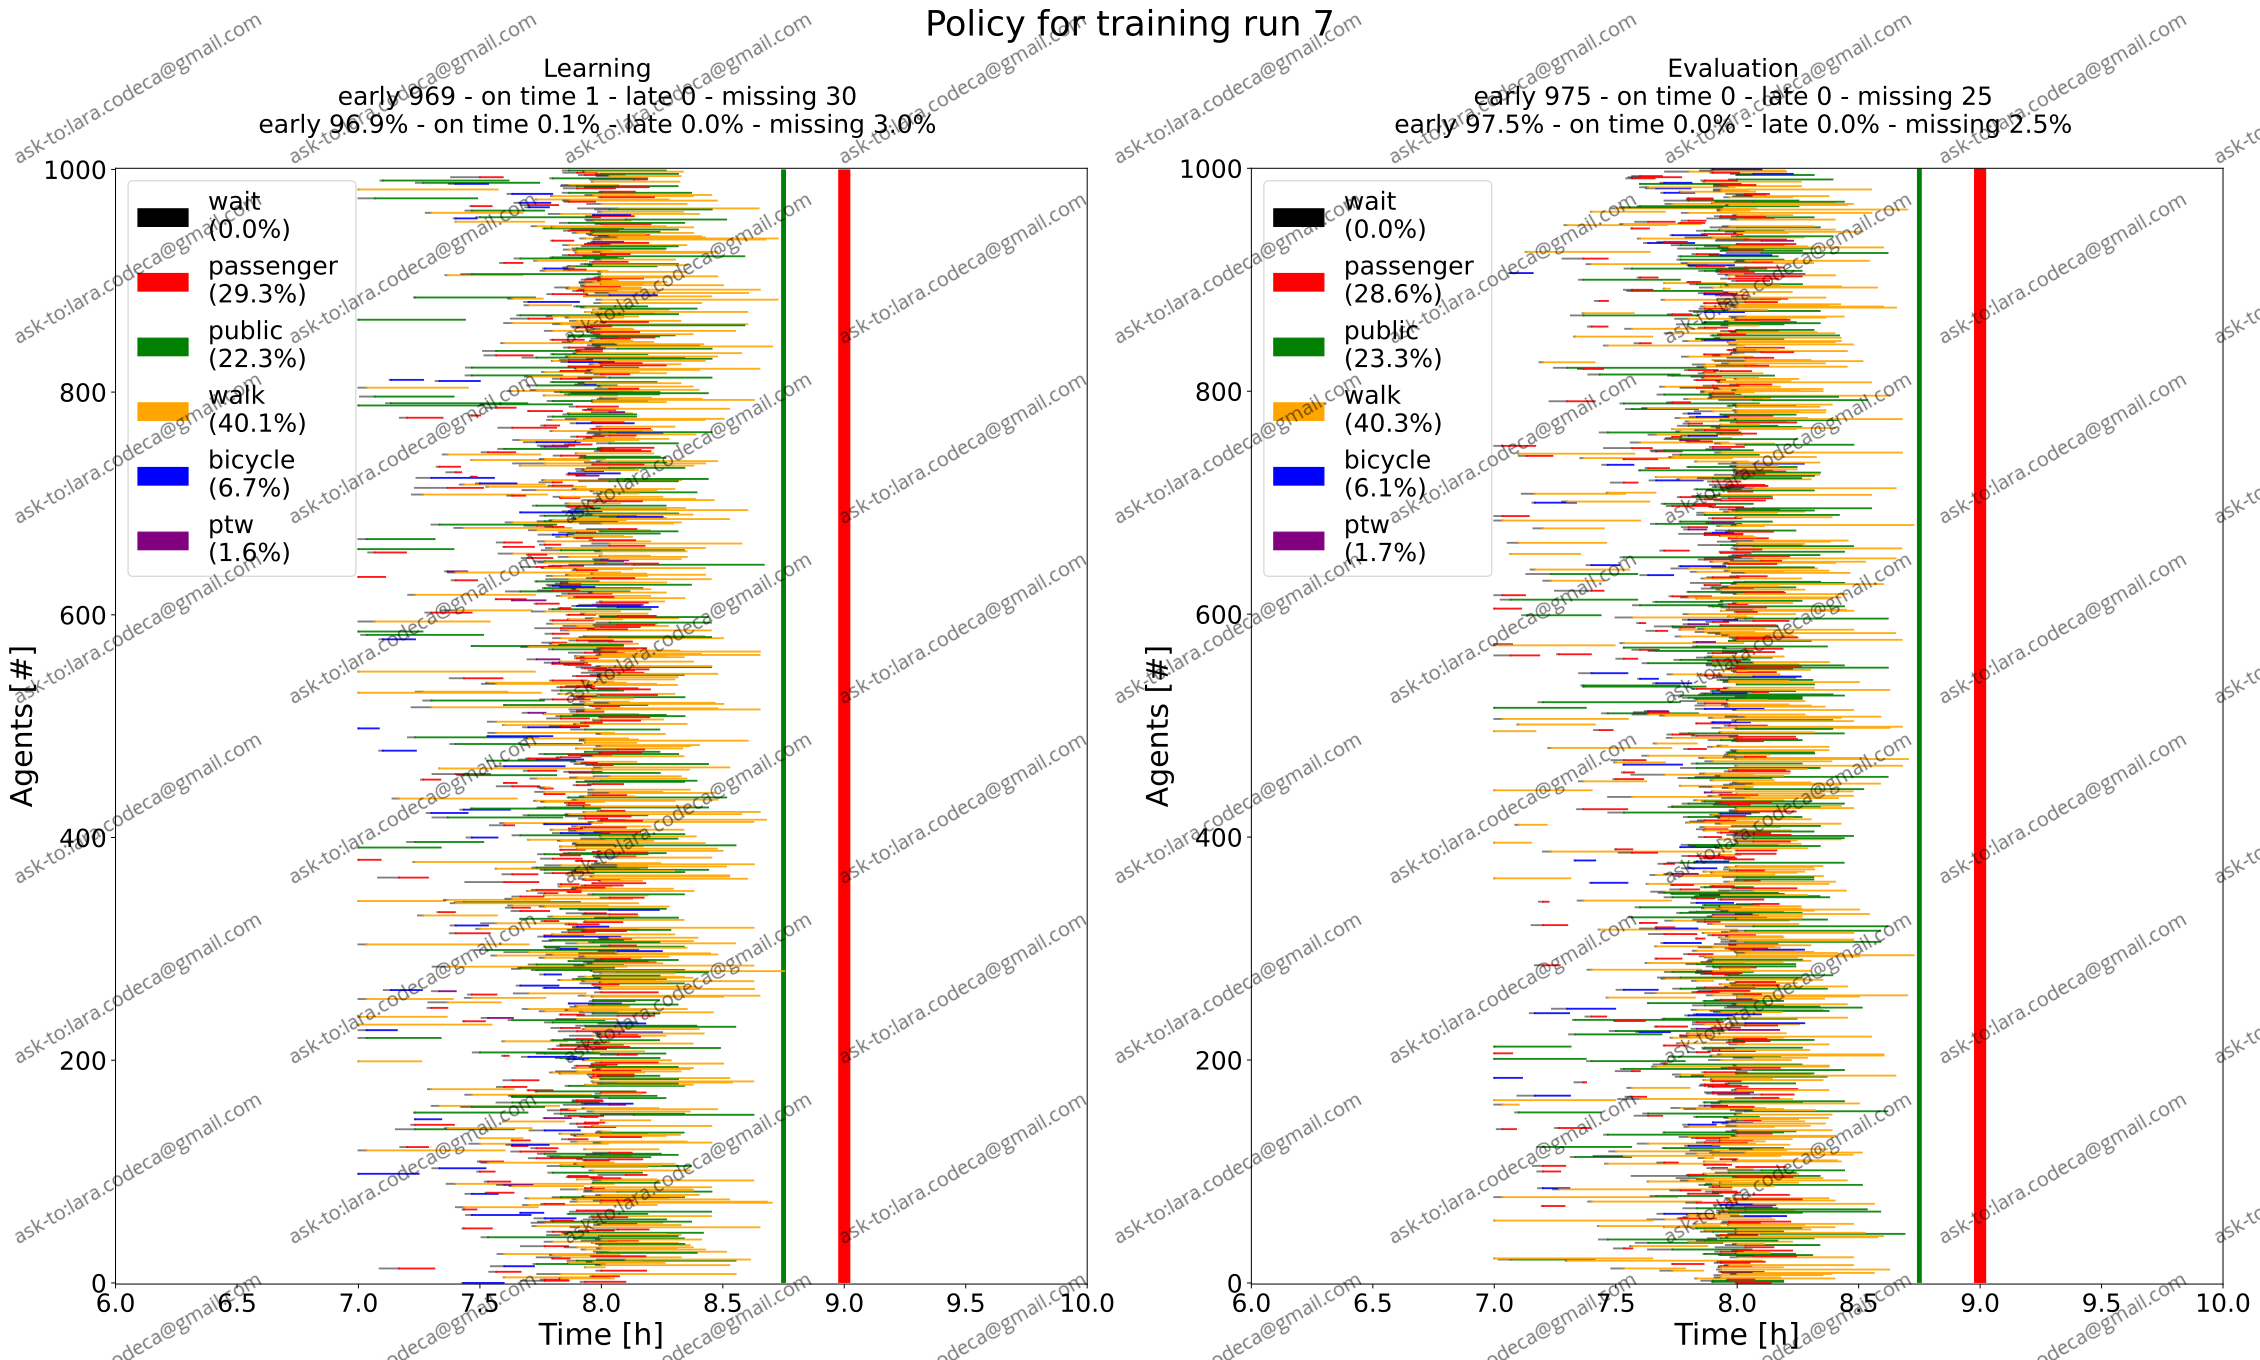 Policy for training run 7
Learning
early 969 - on time 1 - late 0 - missing 30
early 96.9% - on time 0.1% - late 0.0% - missing 3.0%
1000
800
600
400
200
0
Agents [#]
wait
(0.0%)
passenger
(29.3%)
public
(22.3%)
walk
(40.1%)
bicycle
(6.7%)
ptw
(1.6%)
6.0 6.5 7.0 7.5 8.0 8.5 9.0 9.5 10.0
Time [h]
Evaluation
early 975 - on time 0 - late 0 - missing 25
early 97.5% - on time 0.0% - late 0.0% - missing 2.5%
1000
800
600
400
200
0
Agents [#]
wait
(0.0%)
passenger
(28.6%)
public
(23.3%)
walk
(40.3%)
bicycle
(6.1%)
ptw
(1.7%)
6.0 6.5 7.0 7.5 8.0 8.5 9.0 9.5 10.0
Time [h]
ask-to:lara.codeca@gmail.com